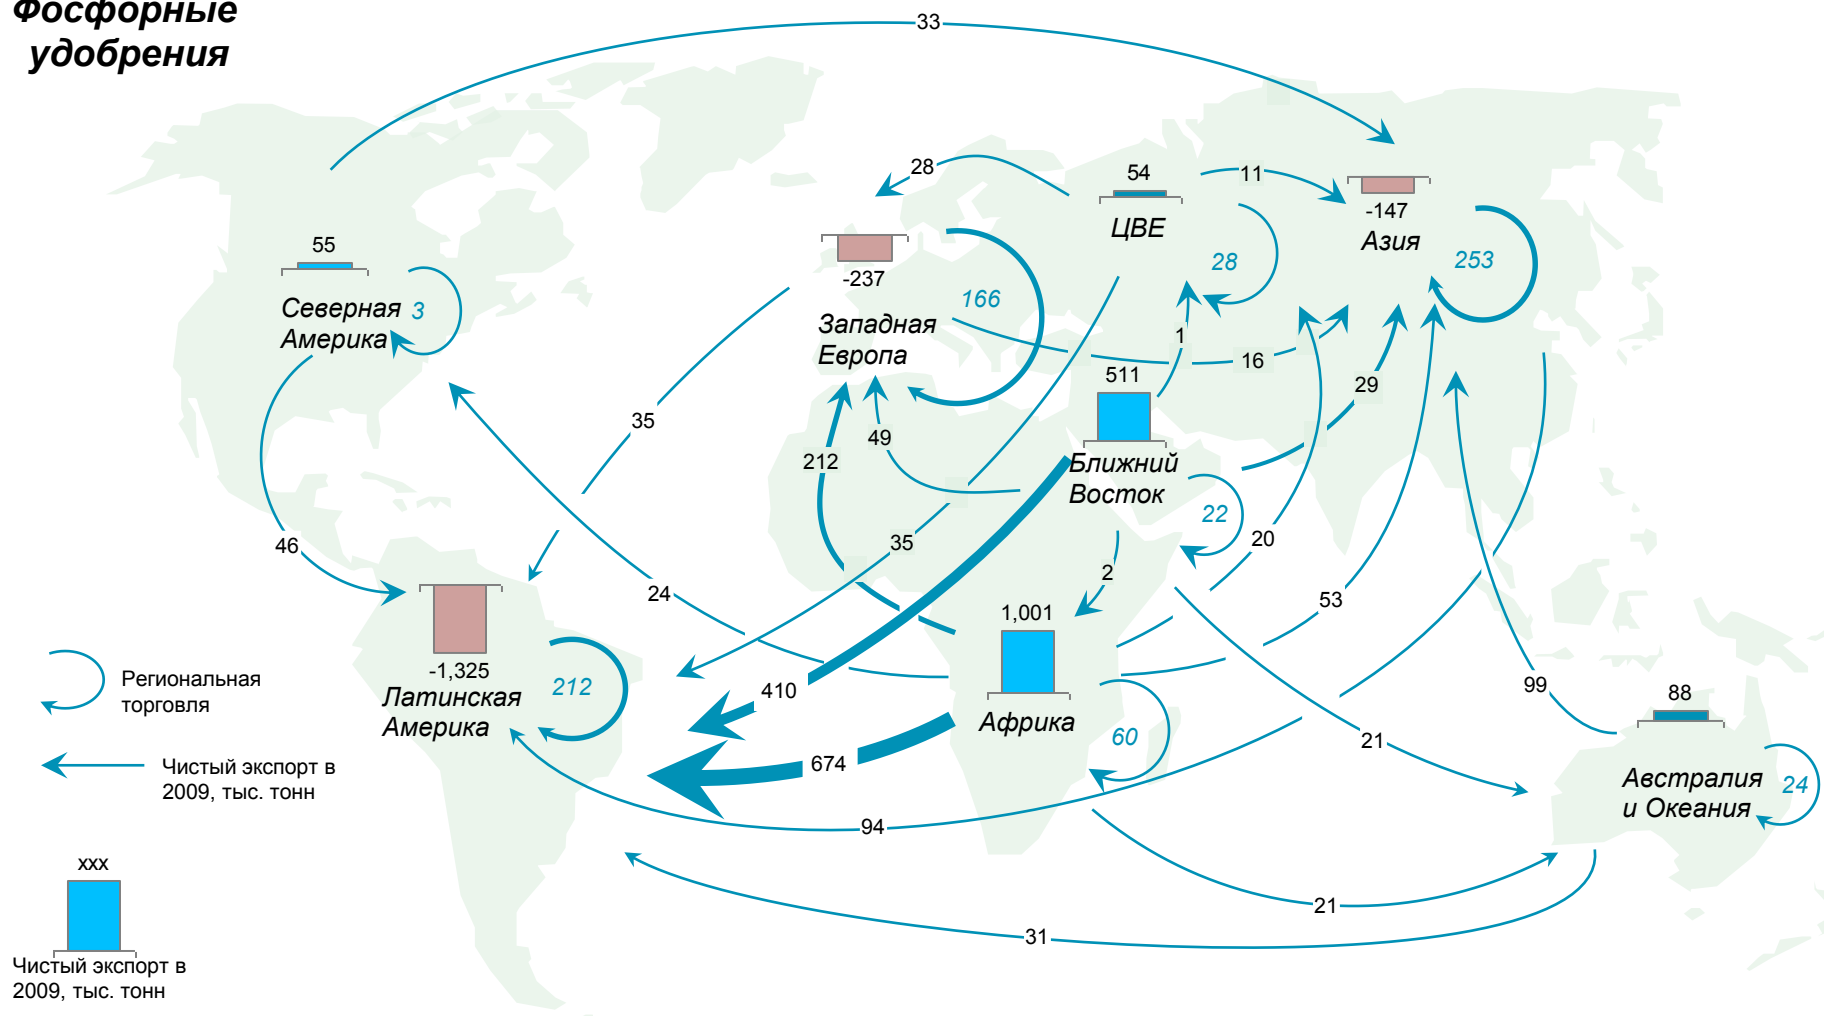 Фосфорные
удобрения
33
28
54
11
ЦВЕ
-147
Азия
55
-237
28
253
Северная
Америка
3
166
Западная
Европа
1
16
511
29
35
49
212
Ближний
Восток
22
46
35
20
2
24
53
1,001
-1,325
Латинская
Америка
212
410
Африка
60
99
88
Региональная
торговля
674
21
Чистый экспорт в
2009, тыс. тонн
Австралия
и Океания
24
94
xxx
21
31
Чистый экспорт в
2009, тыс. тонн